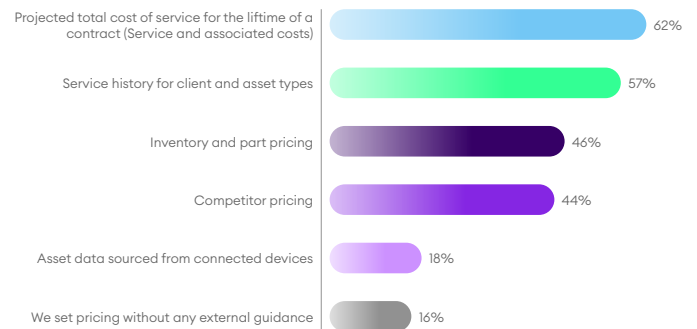 Projected total cost of service for the liftime of a
contract (Service and associated costs)
62%
Service history for client and asset types
57%
Inventory and part pricing
46%
Competitor pricing
44%
Asset data sourced from connected devices
18%
We set pricing without any external guidance
16%